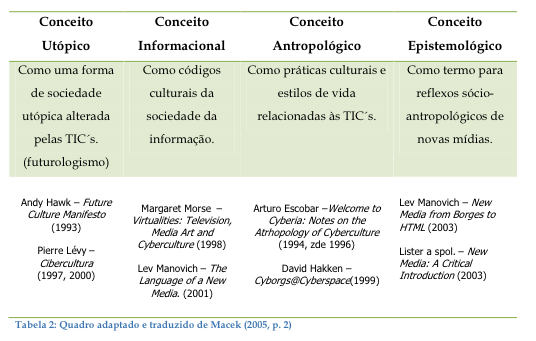 Conceito
Utópico
Conceito
Informacional
Conceito
Antropológico
Conceito
Epistemológico
Como uma forma
de sociedade
utópica alterada
pelas TIC´s.
(futurologismo)
Como códigos
culturais da
sociedade da
informação.
Como práticas culturais e
estilos de vida
relacionadas às TIC´s.
Como termo para
reflexos sócio-
antropológicos de
novas mídias.
Andy Hawk – Future
Culture Manifesto
(1993)
Pierre Lévy –
Cibercultura
(1997, 2000)
Margaret Morse –
Virtualities: Television,
Media Art and
Cyberculture (1998)
Lev Manovich – The
Language of a New
Media. (2001)
Arturo Escobar –Welcome to
Cyberia: Notes on the
Athropology of Cyberculture
(1994, zde 1996)
David Hakken –
Cyborgs@Cyberspace(1999)
Lev Manovich – New
Media from Borges to
HTML (2003)
Lister a spol. – New
Media: A Critical
Introduction (2003)
Tabela 2: Quadro adaptado e traduzido de Macek (2005, p. 2)